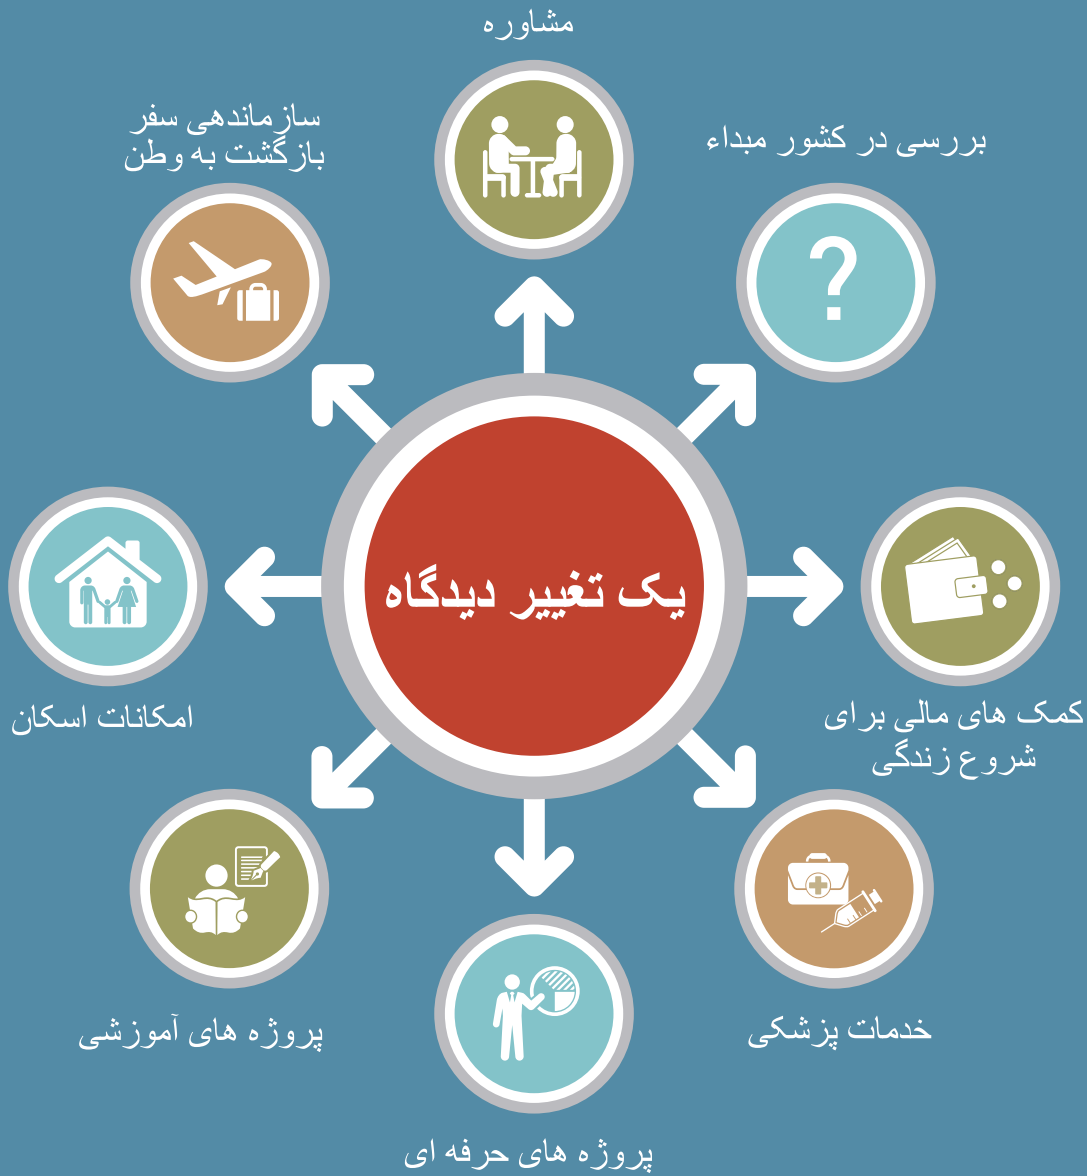 مشاوره
سازماندهی سفر
بازگشت به وطن
بررسی در کشور مبداء
یک تغییر دیدگاه
امکانات اسکان
کمک های مالی برای
شروع زندگی
پروژه های آموزشی
خدمات پزشکی
پروژه های حرفه ای